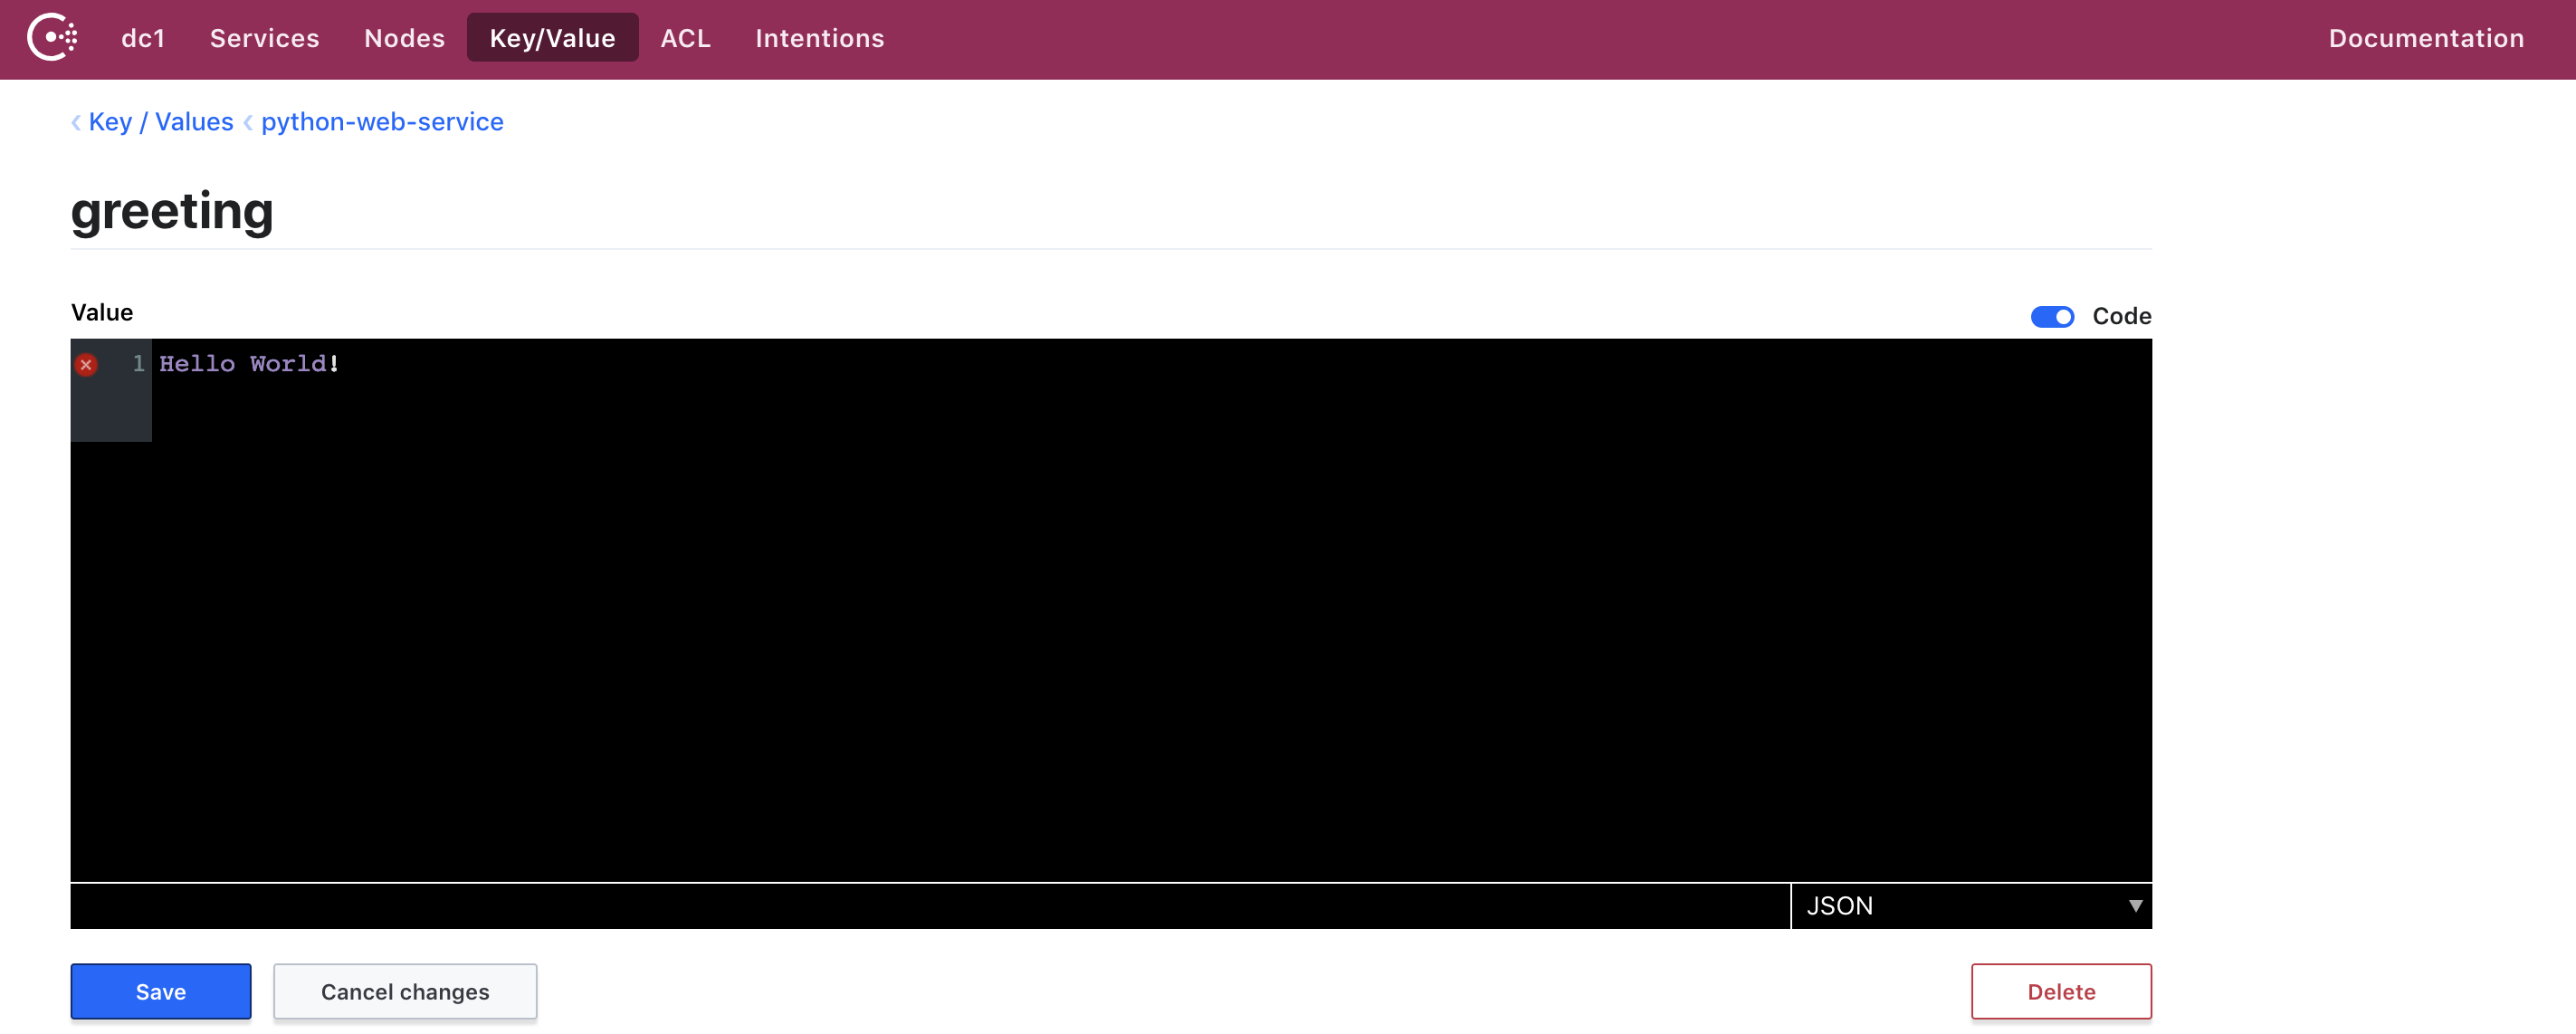 dc1 Services Nodes Key/Value ACL Intentions Documentation
Key / Values python-web-service
greeting
Value Code
1 Hello World!
JSON
Save Cancel changes Delete